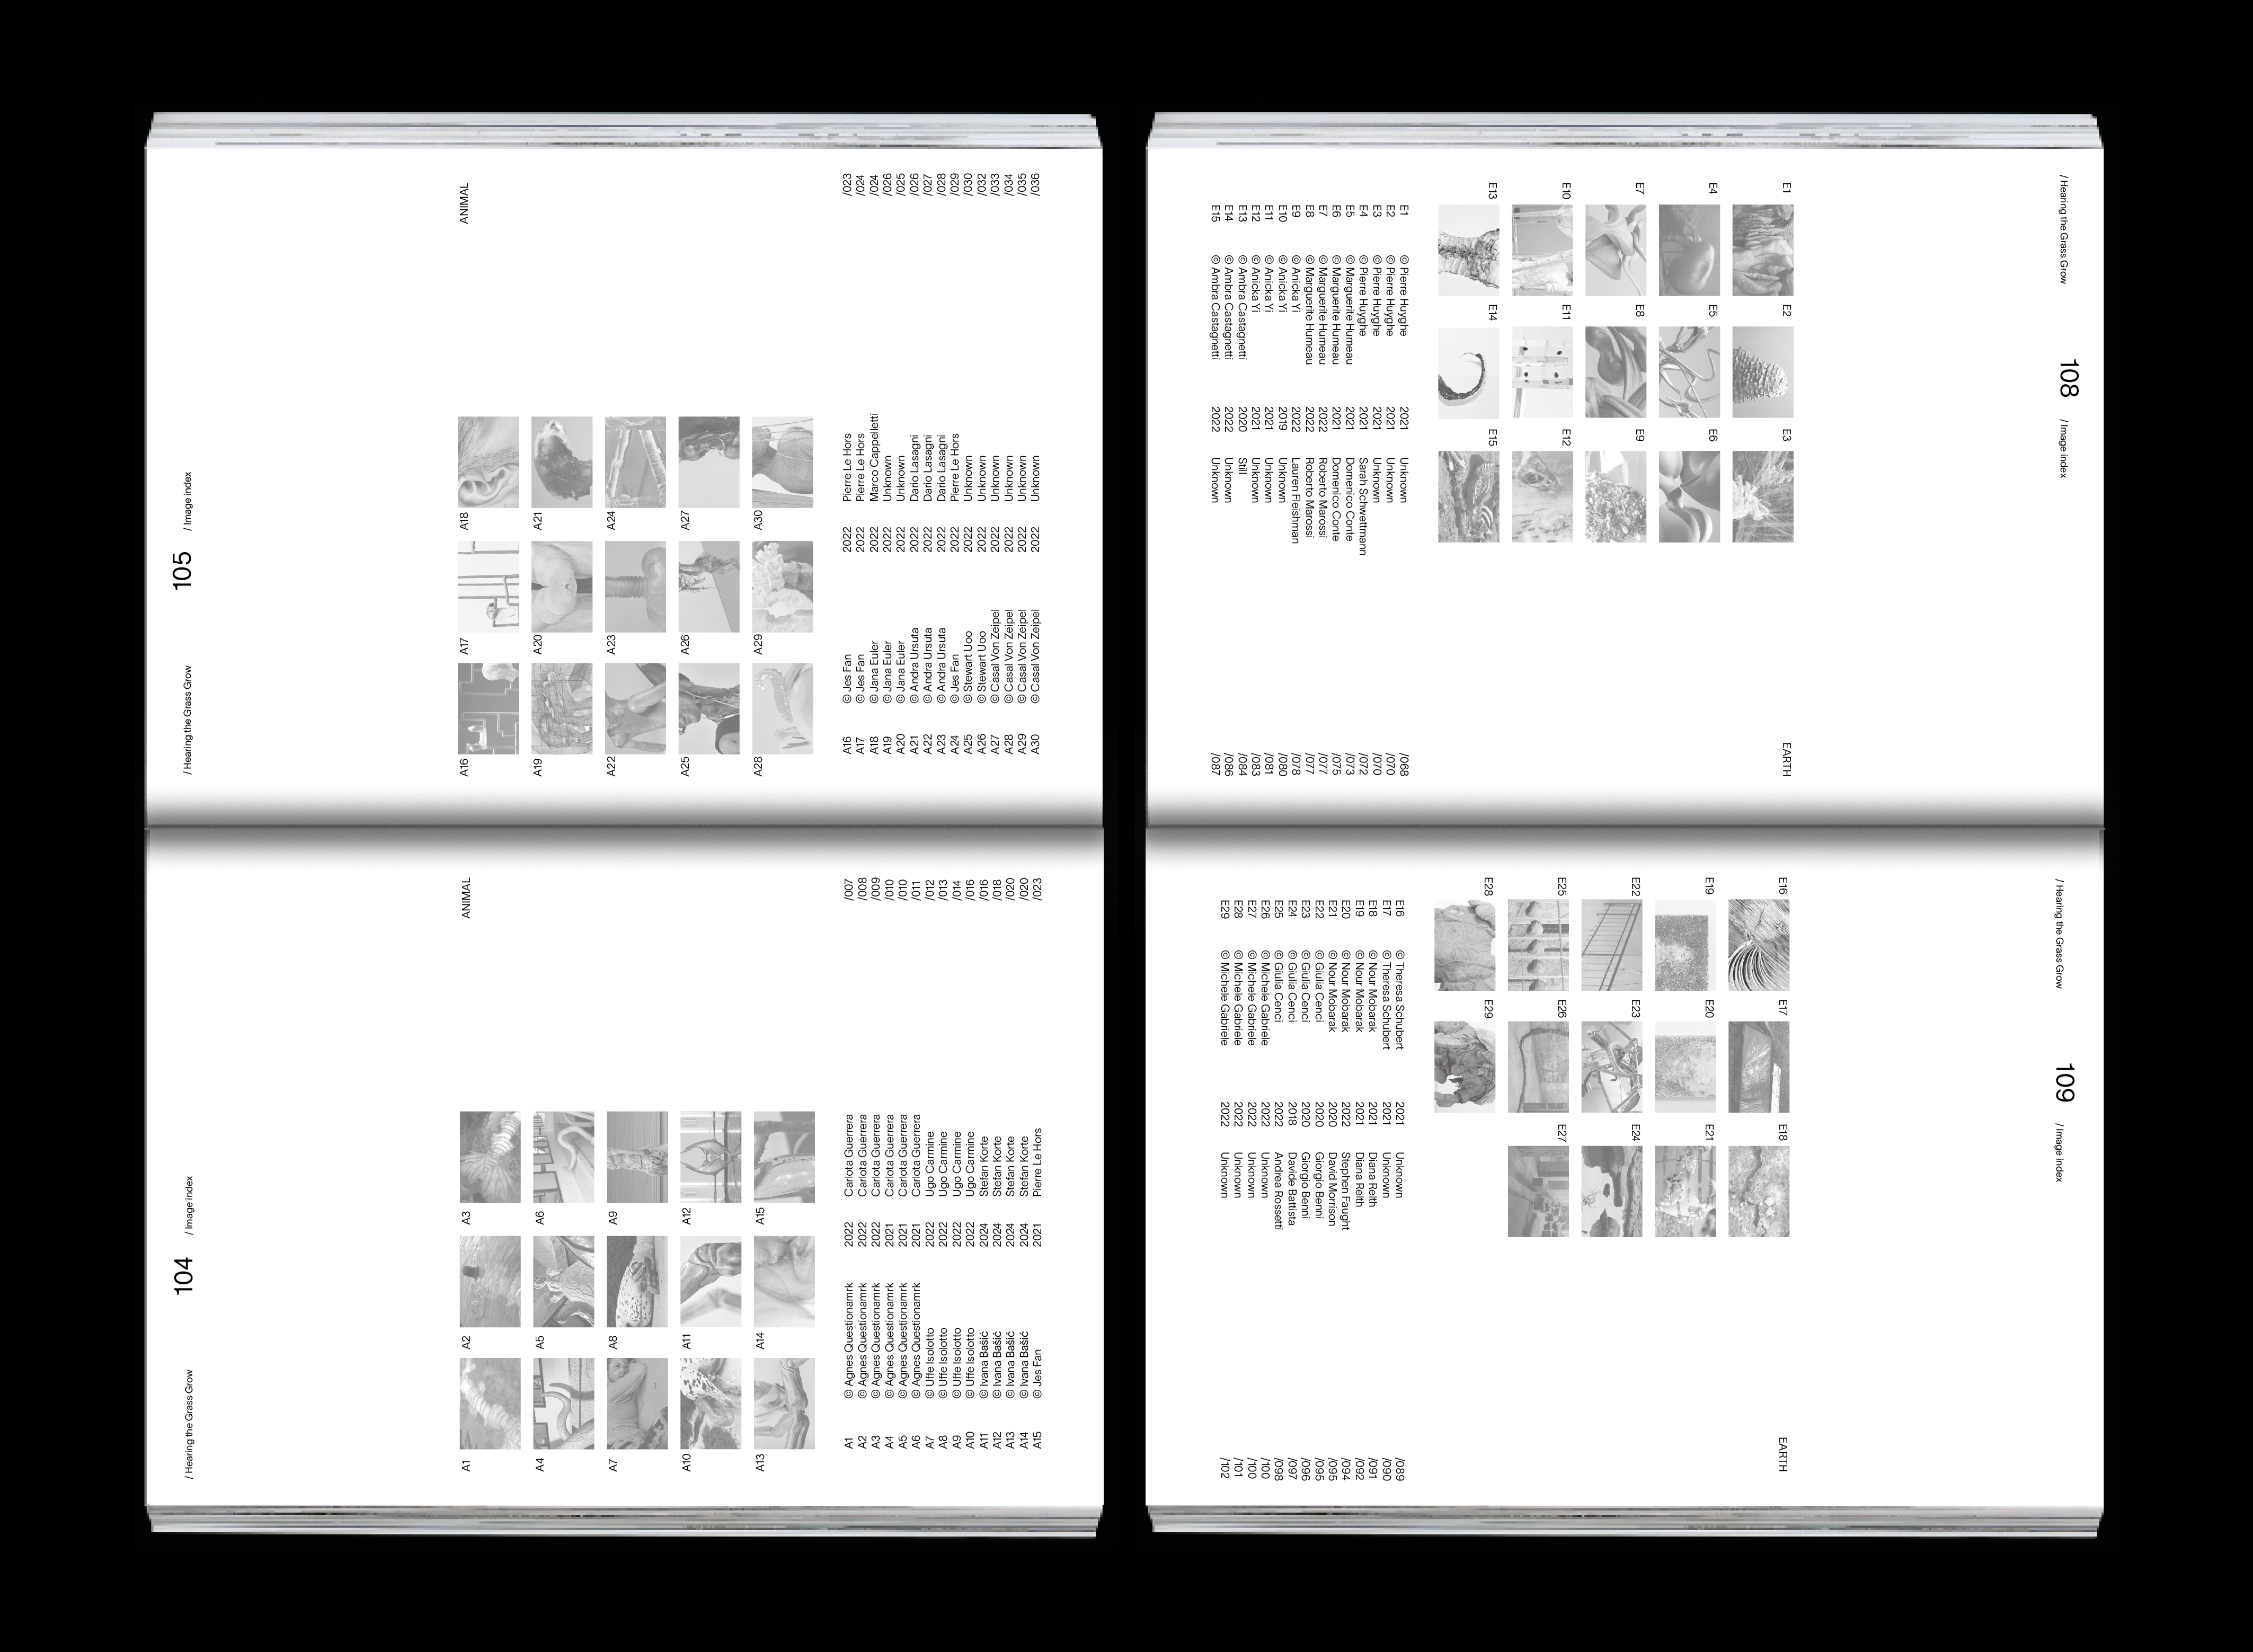 / Hearing the Grass Grow 104 / Image index
ANIMAL
A1 A2 A3
A4 A5 A6
A7 A8 A9
A10 A11 A12
A13 A14 A15
A1 © Agnes Questionamrk 2022 Carlota Guerrera /007
A2 © Agnes Questionamrk 2022 Carlota Guerrera /008
A3 © Agnes Questionamrk 2022 Carlota Guerrera /009
A4 © Agnes Questionamrk 2021 Carlota Guerrera /010
A5 © Agnes Questionamrk 2021 Carlota Guerrera /010
A6 © Agnes Questionamrk 2021 Carlota Guerrera /011
A7 © Uffe Isolotto 2022 Ugo Carmine /012
A8 © Uffe Isolotto 2022 Ugo Carmine /013
A9 © Uffe Isolotto 2022 Ugo Carmine /014
A10 © Uffe Isolotto 2022 Ugo Carmine /016
A11 © Ivana Bašić 2024 Stefan Korte /016
A12 © Ivana Bašić 2024 Stefan Korte /018
A13 © Ivana Bašić 2024 Stefan Korte /020
A14 © Ivana Bašić 2024 Stefan Korte /020
A15 © Jes Fan 2021 Pierre Le Hors /023
/ Hearing the Grass Grow 105 / Image index
ANIMAL
A16 A17 A18
A19 A20 A21
A22 A23 A24
A25 A26 A27
A28 A29 A30
A16 © Jes Fan 2022 Pierre Le Hors /023
A17 © Jes Fan 2022 Pierre Le Hors /024
A18 © Jana Euler 2022 Marco Cappelletti /024
A19 © Jana Euler 2022 Unknown /026
A20 © Jana Euler 2022 Unknown /025
A21 © Andra Ursuta 2022 Dario Lasagni /026
A22 © Andra Ursuta 2022 Dario Lasagni /027
A23 © Andra Ursuta 2022 Dario Lasagni /028
A24 © Jes Fan 2022 Pierre Le Hors /029
A25 © Stewart Uoo 2022 Unknown /030
A26 © Stewart Uoo 2022 Unknown /032
A27 © Casal Von Zeipel 2022 Unknown /033
A28 © Casal Von Zeipel 2022 Unknown /034
A29 © Casal Von Zeipel 2022 Unknown /035
A30 © Casal Von Zeipel 2022 Unknown /036
/ Hearing the Grass Grow 108 / Image index
EARTH
E1 E2 E3
E4 E5 E6
E7 E8 E9
E10 E11 E12
E13 E14 E15
E1 © Pierre Huyghe 2021 Unknown /068
E2 © Pierre Huyghe 2021 Unknown /070
E3 © Pierre Huyghe 2021 Unknown /070
E4 © Pierre Huyghe 2021 Sarah Schwettmann /072
E5 © Marguerite Humeau 2021 Domenico Conte /073
E6 © Marguerite Humeau 2021 Domenico Conte /075
E7 © Marguerite Humeau 2022 Roberto Marossi /077
E8 © Marguerite Humeau 2022 Roberto Marossi /077
E9 © Anicka Yi 2022 Lauren Fleishman /078
E10 © Anicka Yi 2019 Unknown /080
E11 © Anicka Yi 2021 Unknown /081
E12 © Anicka Yi 2021 Unknown /083
E13 © Ambra Castagnetti 2020 Still /084
E14 © Ambra Castagnetti 2022 Unknown /086
E15 © Ambra Castagnetti 2022 Unknown /087
/ Hearing the Grass Grow 109 / Image index
EARTH
E16 E17 E18
E19 E20 E21
E22 E23 E24
E25 E26 E27
E28 E29
E16 © Theresa Schubert 2021 Unknown /089
E17 © Theresa Schubert 2021 Unknown /090
E18 © Nour Mobarak 2021 Diana Relth /091
E19 © Nour Mobarak 2021 Diana Relth /092
E20 © Nour Mobarak 2022 Stephen Faught /094
E21 © Nour Mobarak 2020 David Morrison /095
E22 © Giulia Cenci 2020 Giorgio Benni /095
E23 © Giulia Cenci 2020 Giorgio Benni /096
E24 © Giulia Cenci 2018 Davide Battista /097
E25 © Giulia Cenci 2022 Andrea Rossetti /098
E26 © Michele Gabriele 2022 Unknown /100
E27 © Michele Gabriele 2022 Unknown /100
E28 © Michele Gabriele 2022 Unknown /101
E29 © Michele Gabriele 2022 Unknown /102